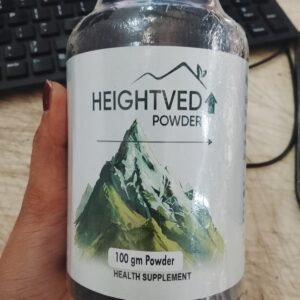 HEIGHTVED
POWDER
100 gm Powder
HEALTH SUPPLEMENT